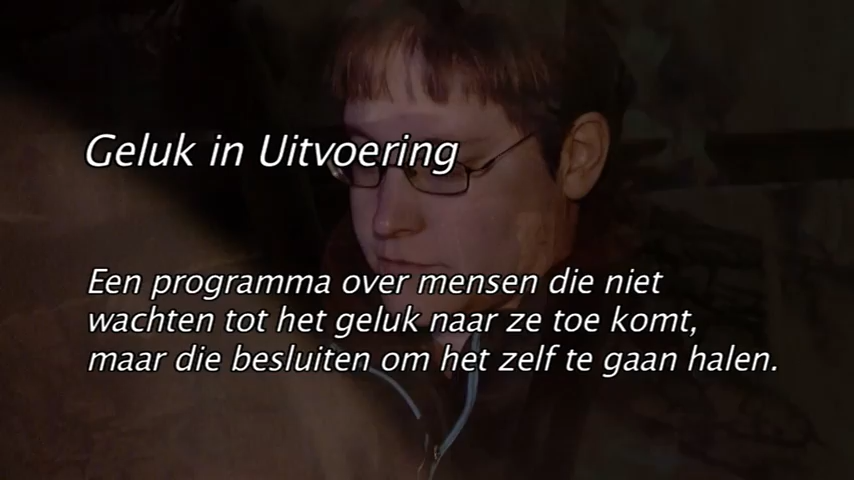 Geluk in Uitvoering
Een programma over mensen die niet
wachten tot het geluk naar ze toe komt,
maar die besluiten om het zelf te gaan halen.